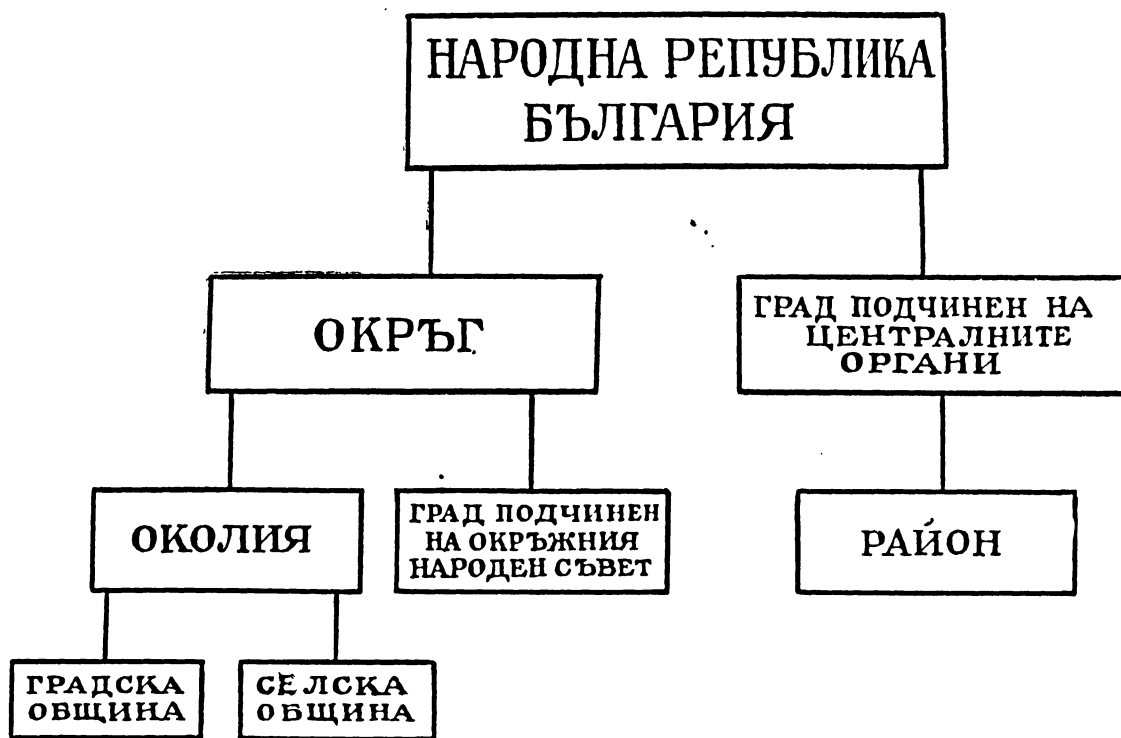 НАРОДНА РЕПУБЛИКА
БЪЛГАРИЯ
ОКРЪГ
ГРАД ПОДЧИНЕН НА
ЦЕНТРАЛНИТЕ
ОРГАНИ
ОКОЛИЯ
ГРАД ПОДЧИНЕН
НА ОКРЪЖНИЯ
НАРОДЕН СЪВЕТ
РАЙОН
ГРАДСКА
ОБЩИНА
СЕЛСКА
ОБЩИНА